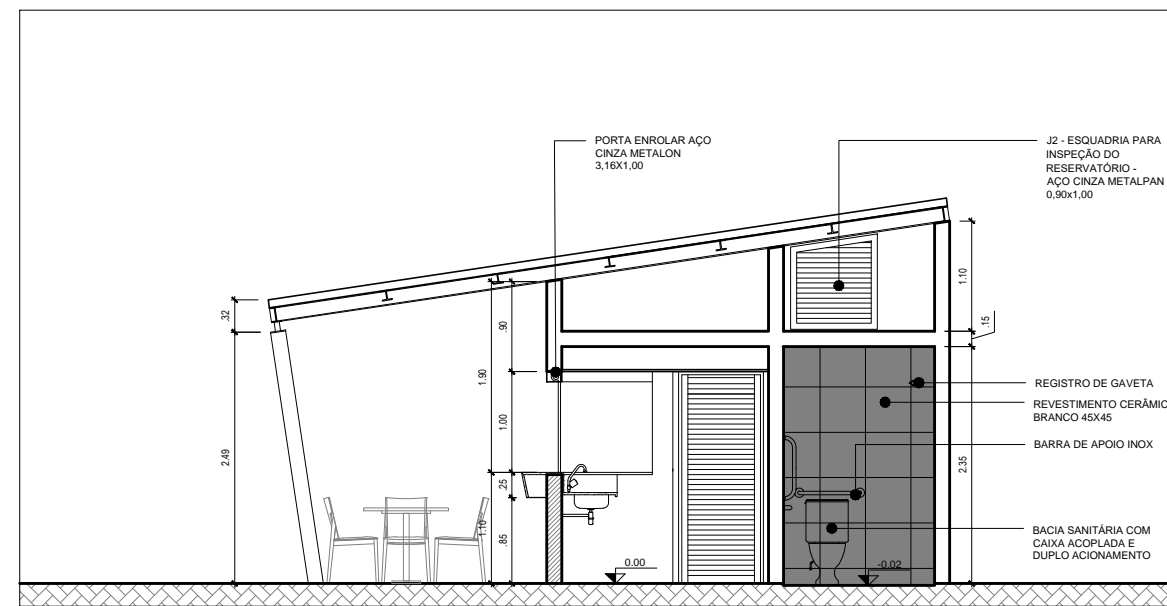 PORTA ENROLAR AÇO
CINZA METALON
3,16X1,00
J2 - ESQUADRIA PARA
INSPEÇÃO DO
RESERVATÓRIO -
AÇO CINZA METALPAN
0,90x1,00
.32
2.49
1.90
1.10
.90
1.00
.25
.85
1.10
.15
2.35
REGISTRO DE GAVETA
REVESTIMENTO CERÂMIC
BRANCO 45X45
BARRA DE APOIO INOX
BACIA SANITÁRIA COM
CAIXA ACOPLADA E
DUPLO ACIONAMENTO
0.00
-0.02